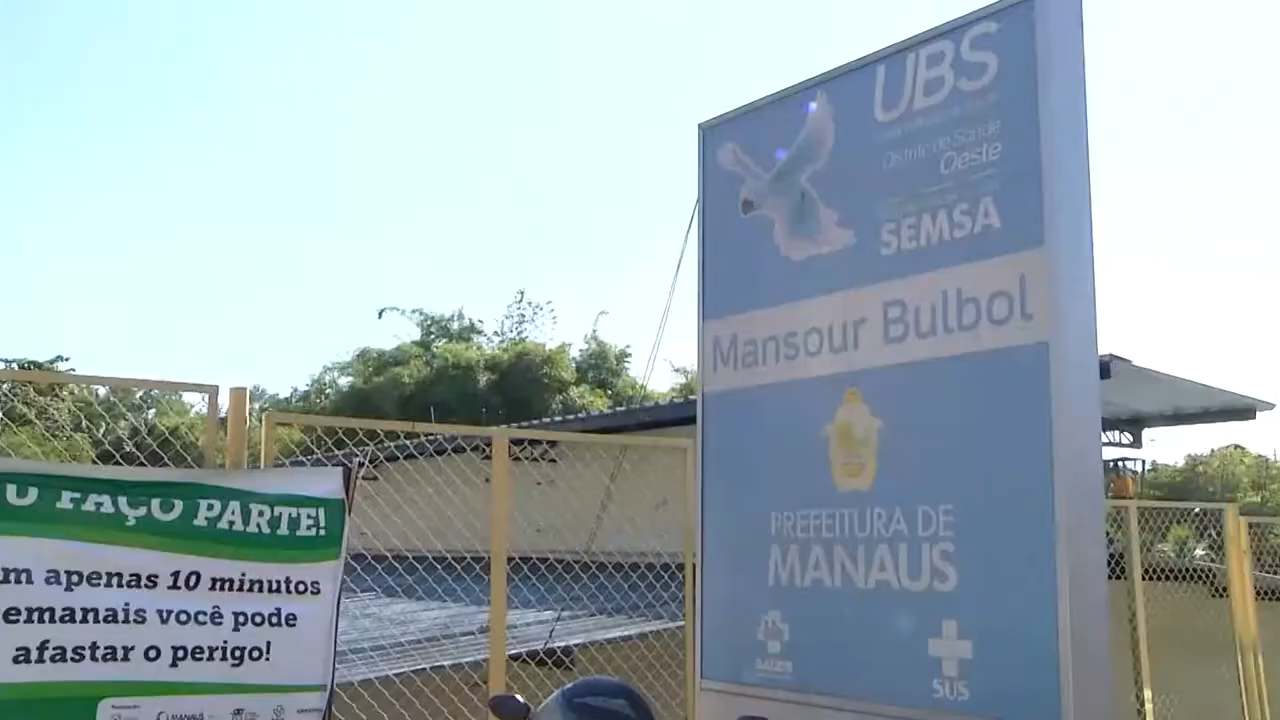 UBS
Distrito de Saúde
Oeste
SEMSA
Mansour Bulbol
PREFEITURA DE
MANAUS
SUS
O FAÇO PARTE!
m apenas 10 minutos
emanais você pode
afastar o perigo!
MANAUS